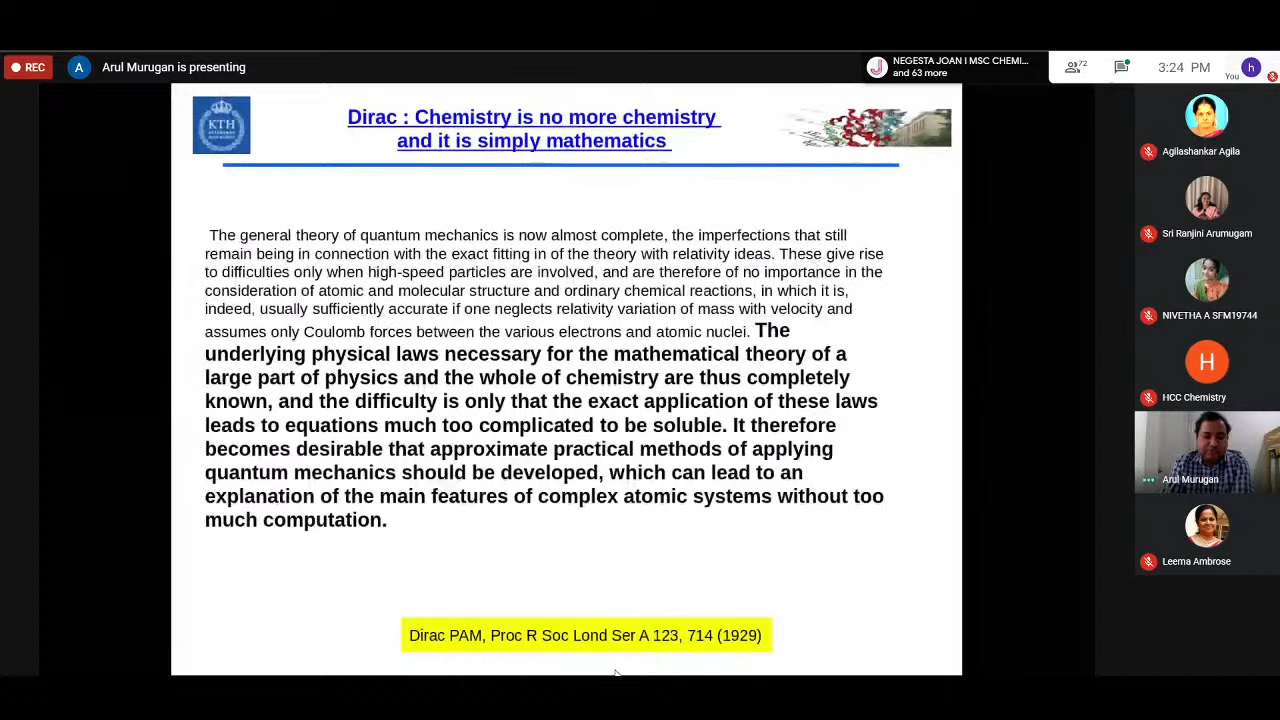 REC
A
Arul Murugan is presenting
NEGESTA JOAN I MSC CHEMI...
and 63 more
72
3:24 PM
You
h
KTH
Dirac : Chemistry is no more chemistry
and it is simply mathematics
The general theory of quantum mechanics is now almost complete, the imperfections that still
remain being in connection with the exact fitting in of the theory with relativity ideas. These give rise
to difficulties only when high-speed particles are involved, and are therefore of no importance in the
consideration of atomic and molecular structure and ordinary chemical reactions, in which it is,
indeed, usually sufficiently accurate if one neglects relativity variation of mass with velocity and
assumes only Coulomb forces between the various electrons and atomic nuclei. The
underlying physical laws necessary for the mathematical theory of a
large part of physics and the whole of chemistry are thus completely
known, and the difficulty is only that the exact application of these laws
leads to equations much too complicated to be soluble. It therefore
becomes desirable that approximate practical methods of applying
quantum mechanics should be developed, which can lead to an
explanation of the main features of complex atomic systems without too
much computation.
Dirac PAM, Proc R Soc Lond Ser A 123, 714 (1929)
Agilashankar Agila
Sri Ranjini Arumugam
NIVETHA A SFM19744
H
HCC Chemistry
Arul Murugan
Leema Ambrose